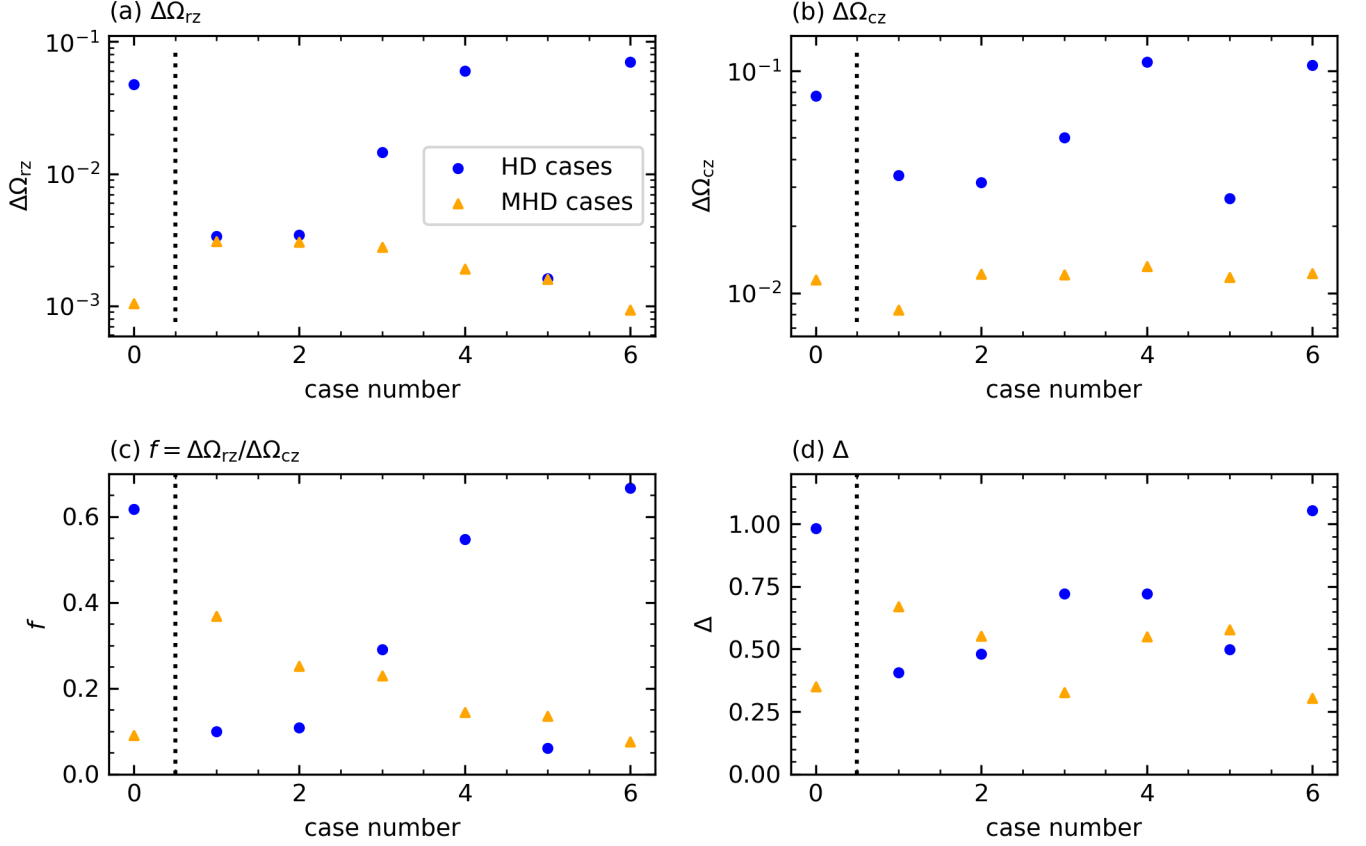 (a) ΔΩrz
10⁻¹
10⁻²
10⁻³
ΔΩrz
HD cases
MHD cases
0 2 4 6
case number
(b) ΔΩcz
10⁻¹
10⁻²
ΔΩcz
0 2 4 6
case number
(c) f = ΔΩrz/ΔΩcz
0.6
0.4
0.2
0.0
f
0 2 4 6
case number
(d) Δ
1.00
0.75
0.50
0.25
0.00
Δ
0 2 4 6
case number